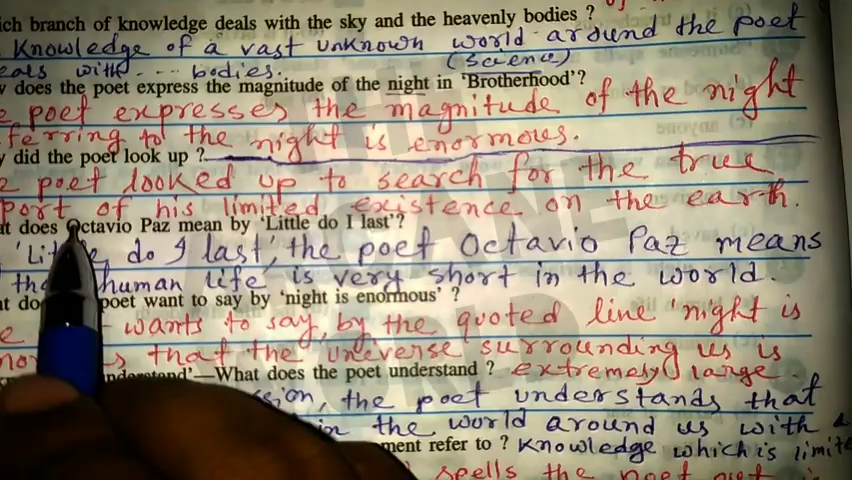 ich branch of knowledge deals with the sky and the heavenly bodies ?
Knowledge of a vast unknown world around the poet
eals with ... bodies. (Science)
does the poet express the magnitude of the night in 'Brotherhood'?
e poet expresses the magnitude of the night
ferring to the night is enormous.
y did the poet look up ?
e poet looked up to search for the true
port of his limited existence on the earth.
at does Octavio Paz mean by 'Little do I last'?
'Little do I last', the poet Octavio Paz means
human life is very short in the world.
at do poet want to say by 'night is enormous' ?
wants to say, by the quoted line 'night is
that the universe surrounding us is
understand'—What does the poet understand ? extremely large.
sion, the poet understands that
in the world around us with a
ment refer to ? Knowledge which is limite
spells the poet